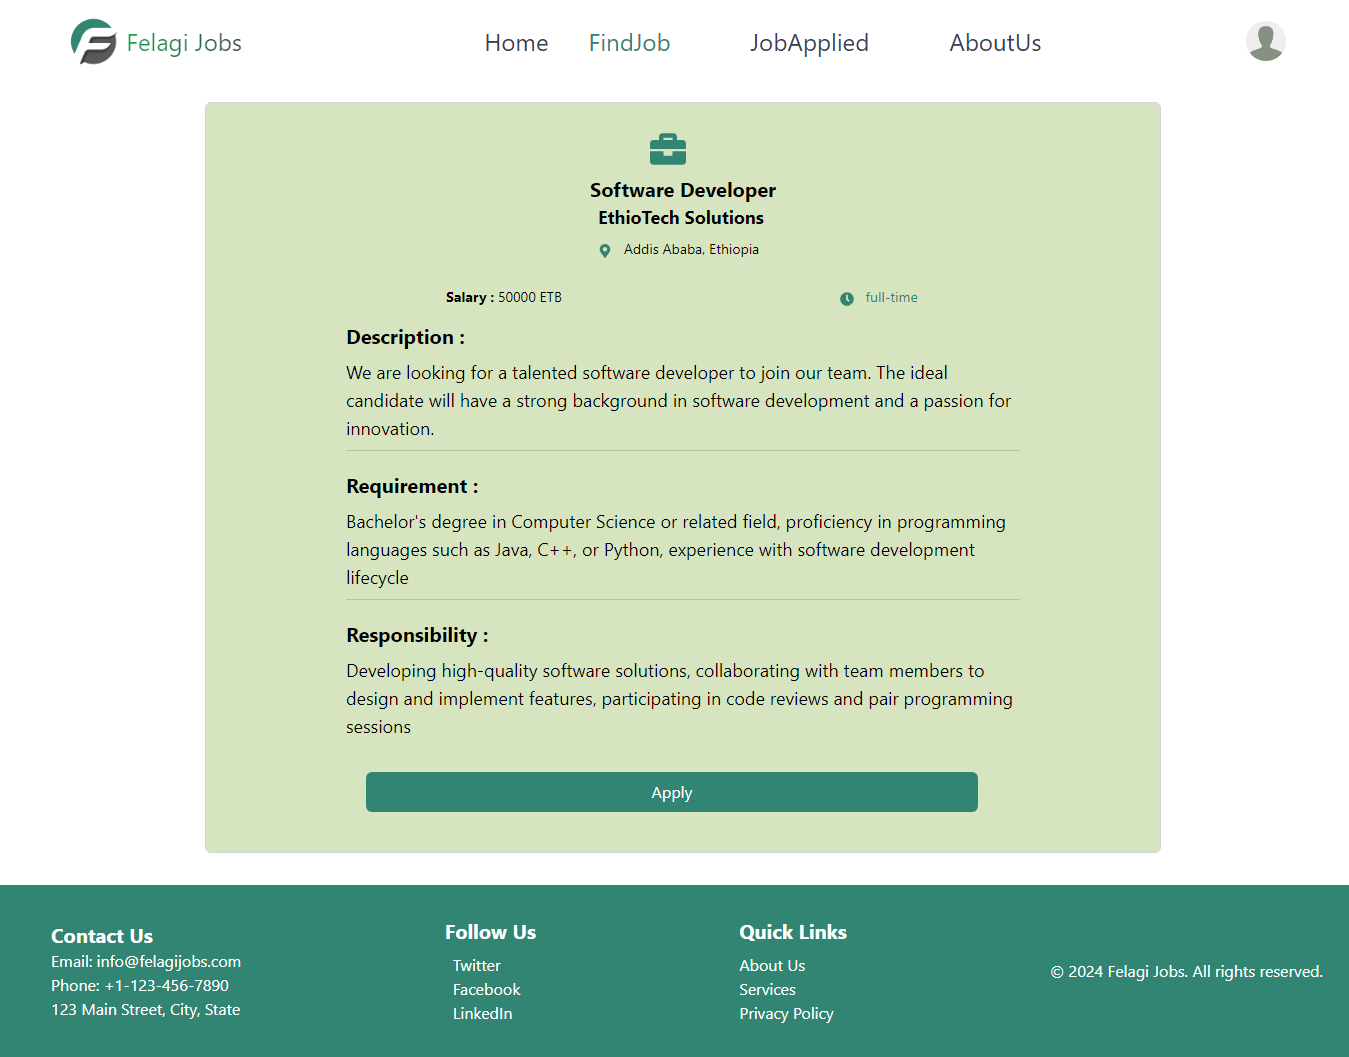 Felagi Jobs
Home FindJob JobApplied AboutUs
Software Developer
EthioTech Solutions
Addis Ababa, Ethiopia
Salary : 50000 ETB
full-time
Description :
We are looking for a talented software developer to join our team. The ideal
candidate will have a strong background in software development and a passion for
innovation.
Requirement :
Bachelor's degree in Computer Science or related field, proficiency in programming
languages such as Java, C++, or Python, experience with software development
lifecycle
Responsibility :
Developing high-quality software solutions, collaborating with team members to
design and implement features, participating in code reviews and pair programming
sessions
Apply
Contact Us
Email: info@felagijobs.com
Phone: +1-123-456-7890
123 Main Street, City, State
Follow Us
Twitter
Facebook
LinkedIn
Quick Links
About Us
Services
Privacy Policy
© 2024 Felagi Jobs. All rights reserved.